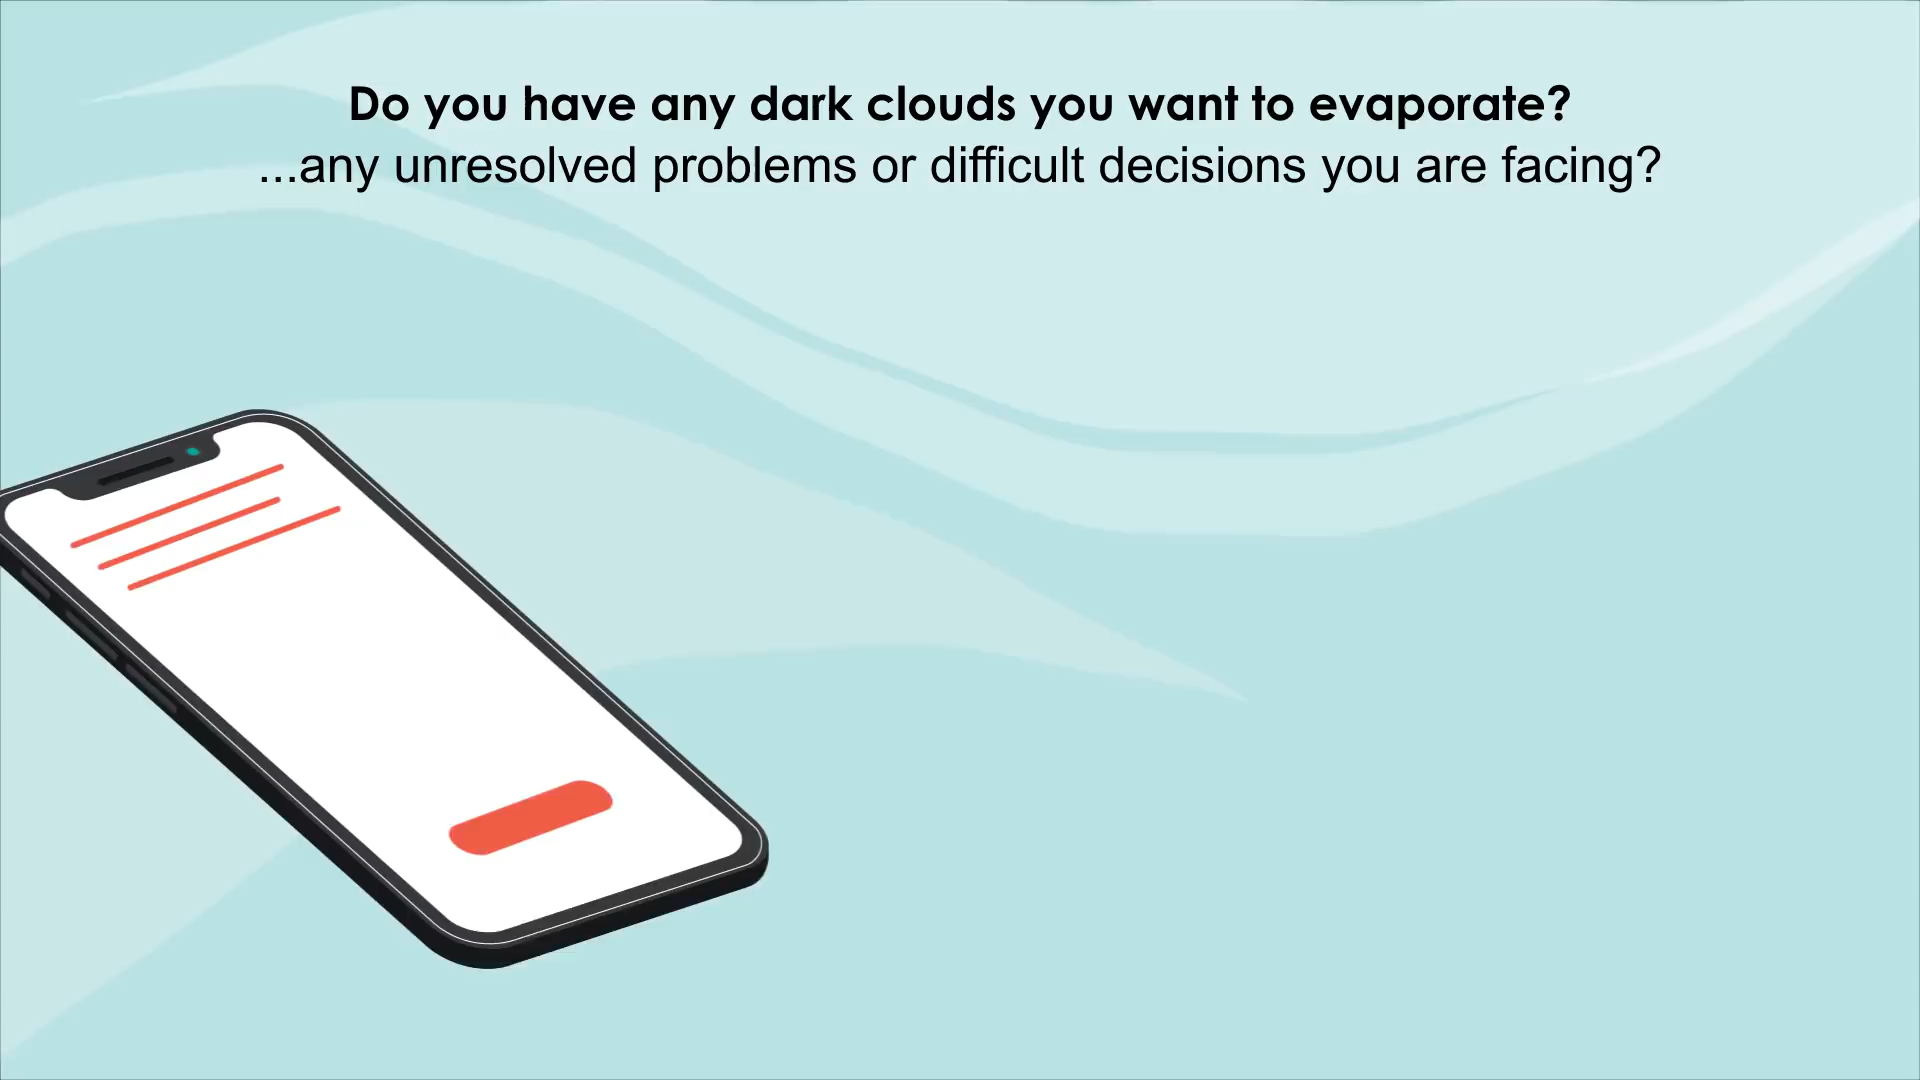 Do you have any dark clouds you want to evaporate?
...any unresolved problems or difficult decisions you are facing?